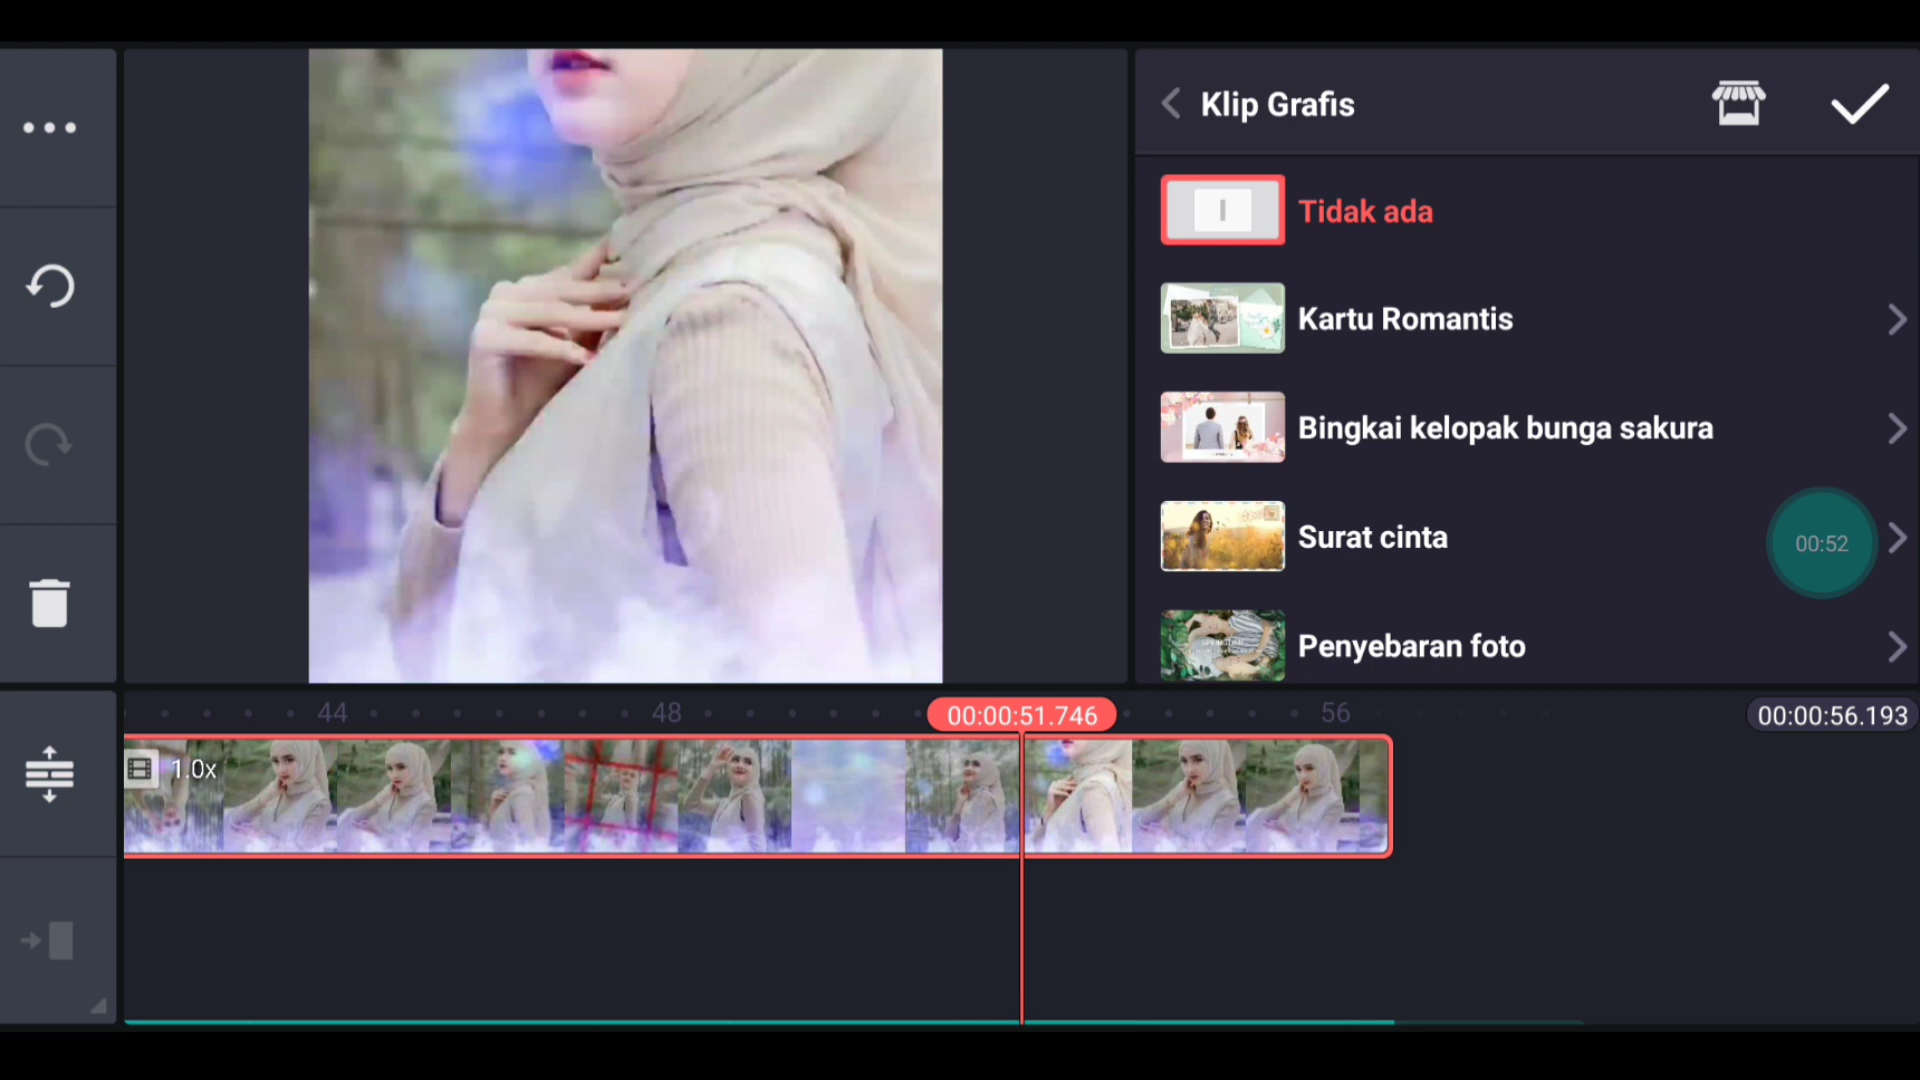 Klip Grafis
Tidak ada
Kartu Romantis
Bingkai kelopak bunga sakura
Surat cinta
00:52
Penyebaran foto
44
48
00:00:51.746
56
00:00:56.193
1.0x